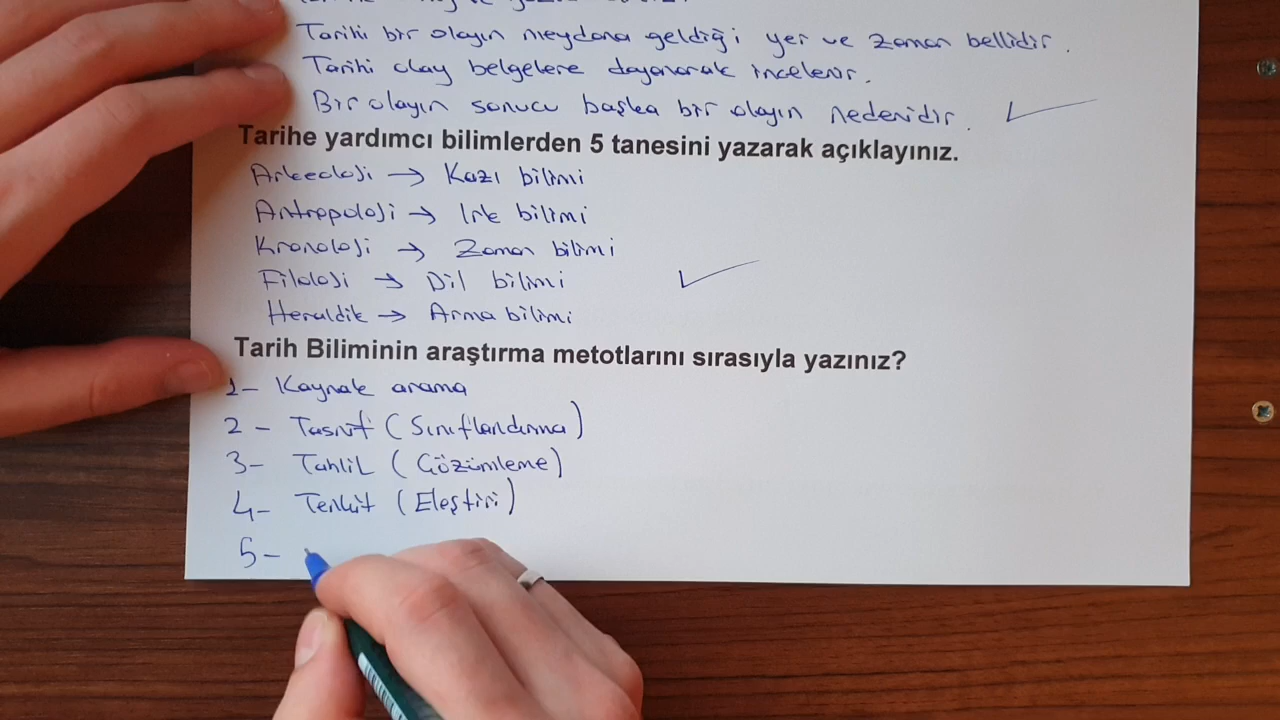 Tarihi bir olayın meydana geldiği yer ve zaman bellidir.
Tarihi olay belgelere dayanarak incelenir.
Bir olayın sonucu başka bir olayın nedenidir.
Tarihe yardımcı bilimlerden 5 tanesini yazarak açıklayınız.
Arkeoloji → Kazı bilimi
Antropoloji → Irk bilimi
Kronoloji → Zaman bilimi
Filoloji → Dil bilimi
Heraldik → Arma bilimi
Tarih Biliminin araştırma metotlarını sırasıyla yazınız?
1- Kaynak arama
2- Tasnif (Sınıflandırma)
3- Tahlil (Çözümleme)
4- Tenkit (Eleştiri)
5-